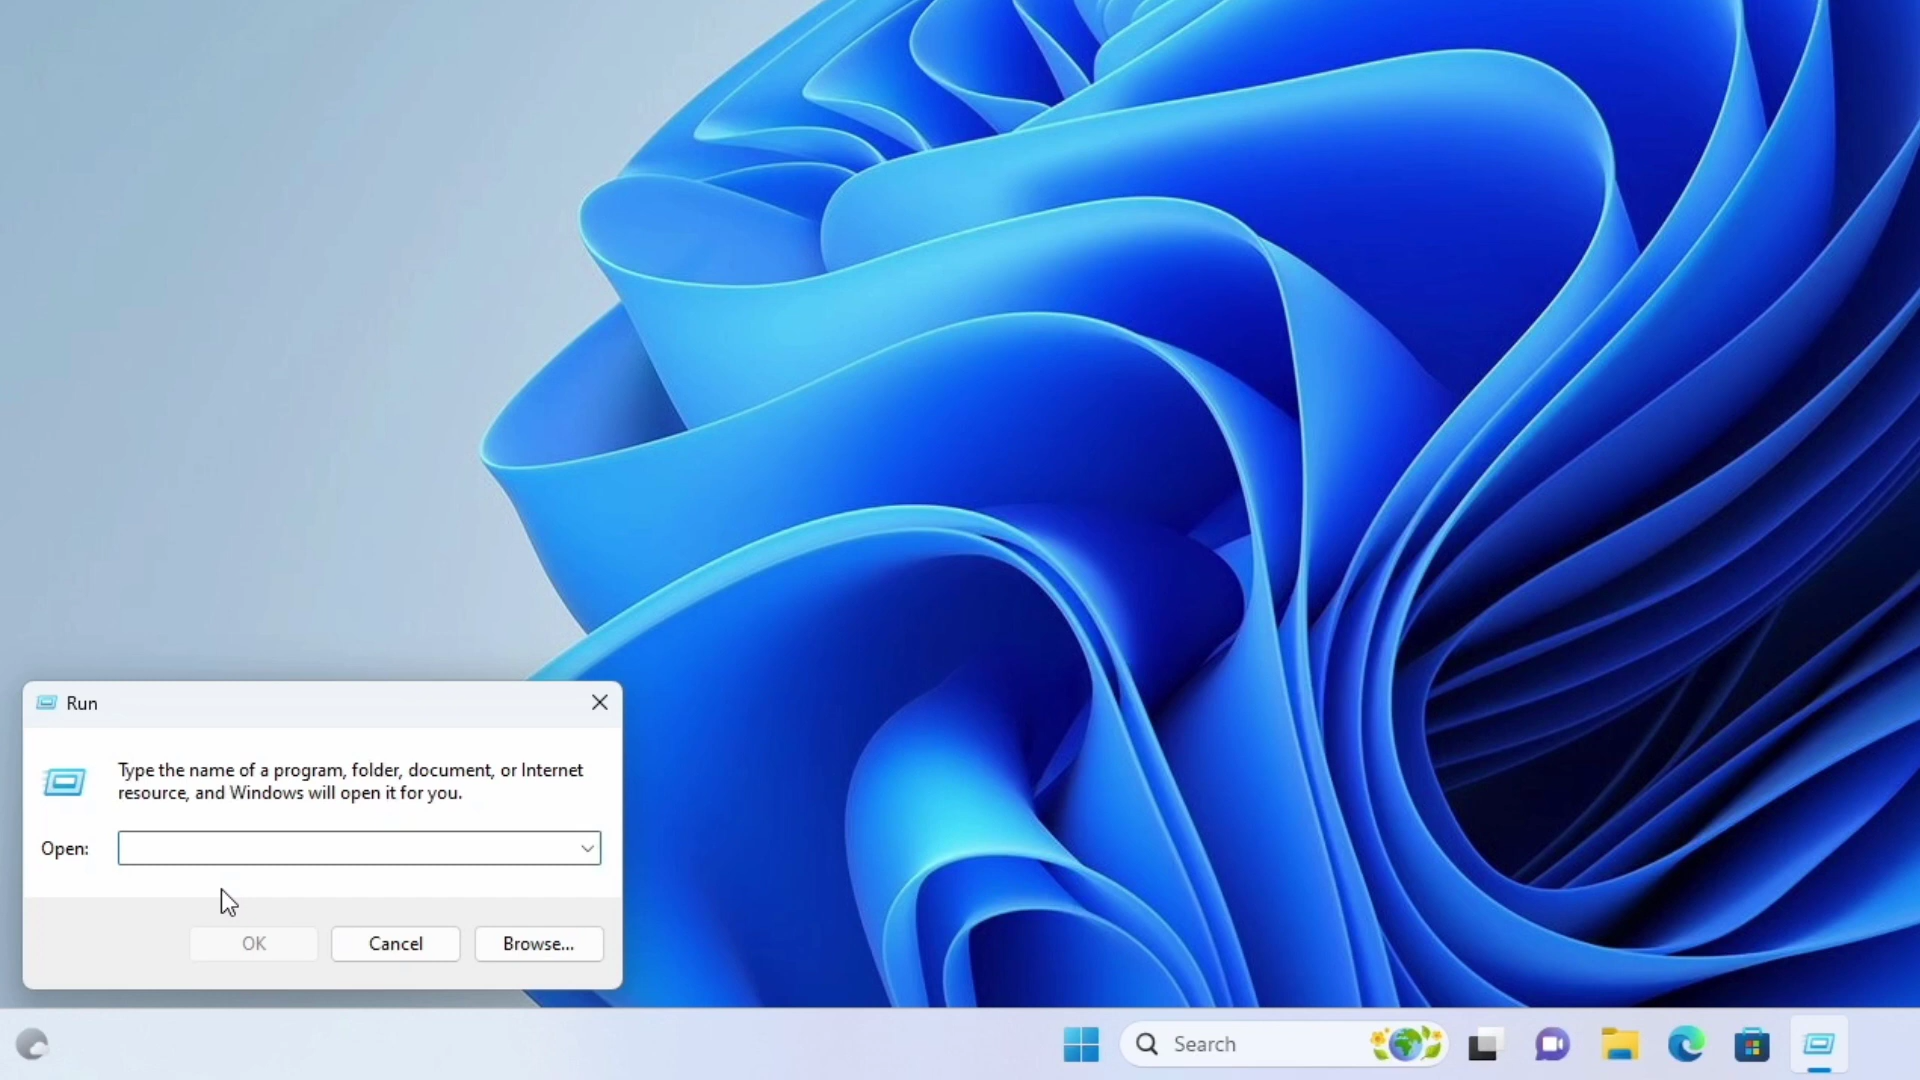 Run
Type the name of a program, folder, document, or Internet
resource, and Windows will open it for you.
Open:
OK
Cancel
Browse...
Search